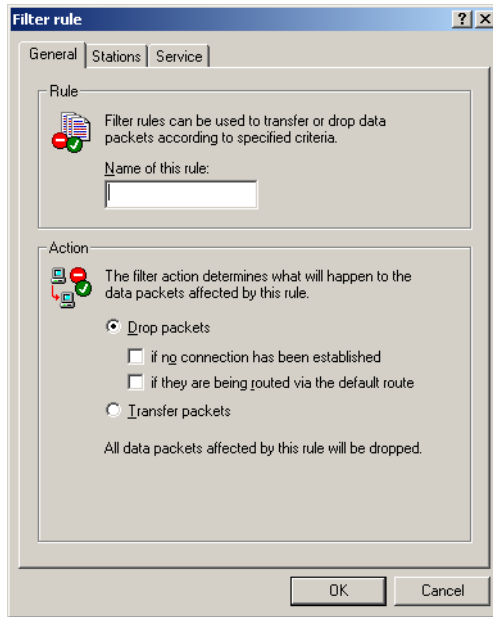 Filter rule
General
Stations
Service
Rule
Filter rules can be used to transfer or drop data
packets according to specified criteria.
Name of this rule:
Action
The filter action determines what will happen to the
data packets affected by this rule.
Drop packets
if no connection has been established
if they are being routed via the default route
Transfer packets
All data packets affected by this rule will be dropped.
OK
Cancel